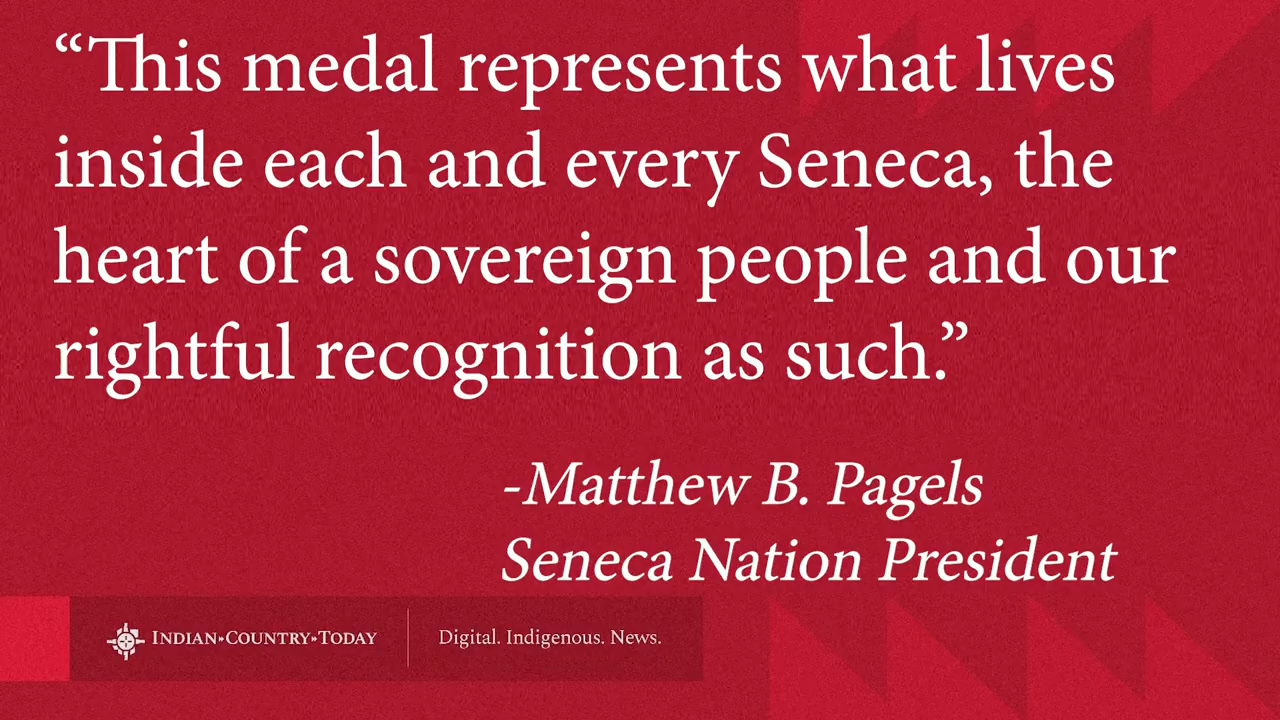 “This medal represents what lives
inside each and every Seneca, the
heart of a sovereign people and our
rightful recognition as such.”
-Matthew B. Pagels
Seneca Nation President
INDIAN▸COUNTRY▸TODAY
Digital. Indigenous. News.